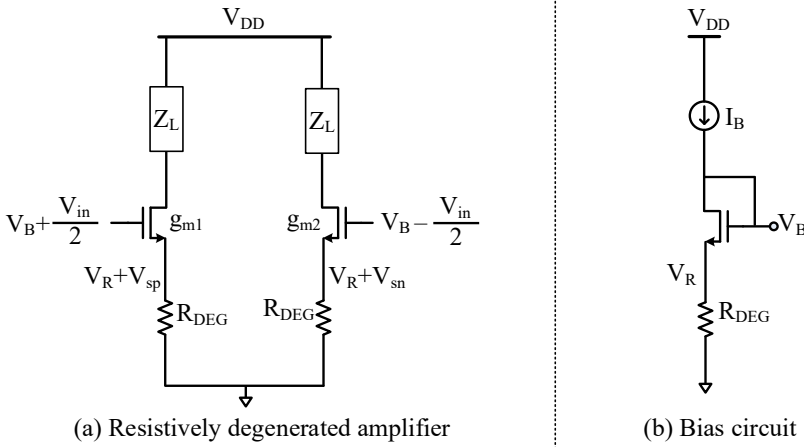 V_DD
V_DD
Z_L
Z_L
I_B
V_B+V_in/2
g_m1
g_m2
V_B−V_in/2
V_B
V_R+V_sp
V_R+V_sn
V_R
R_DEG
R_DEG
R_DEG
(a) Resistively degenerated amplifier
(b) Bias circuit